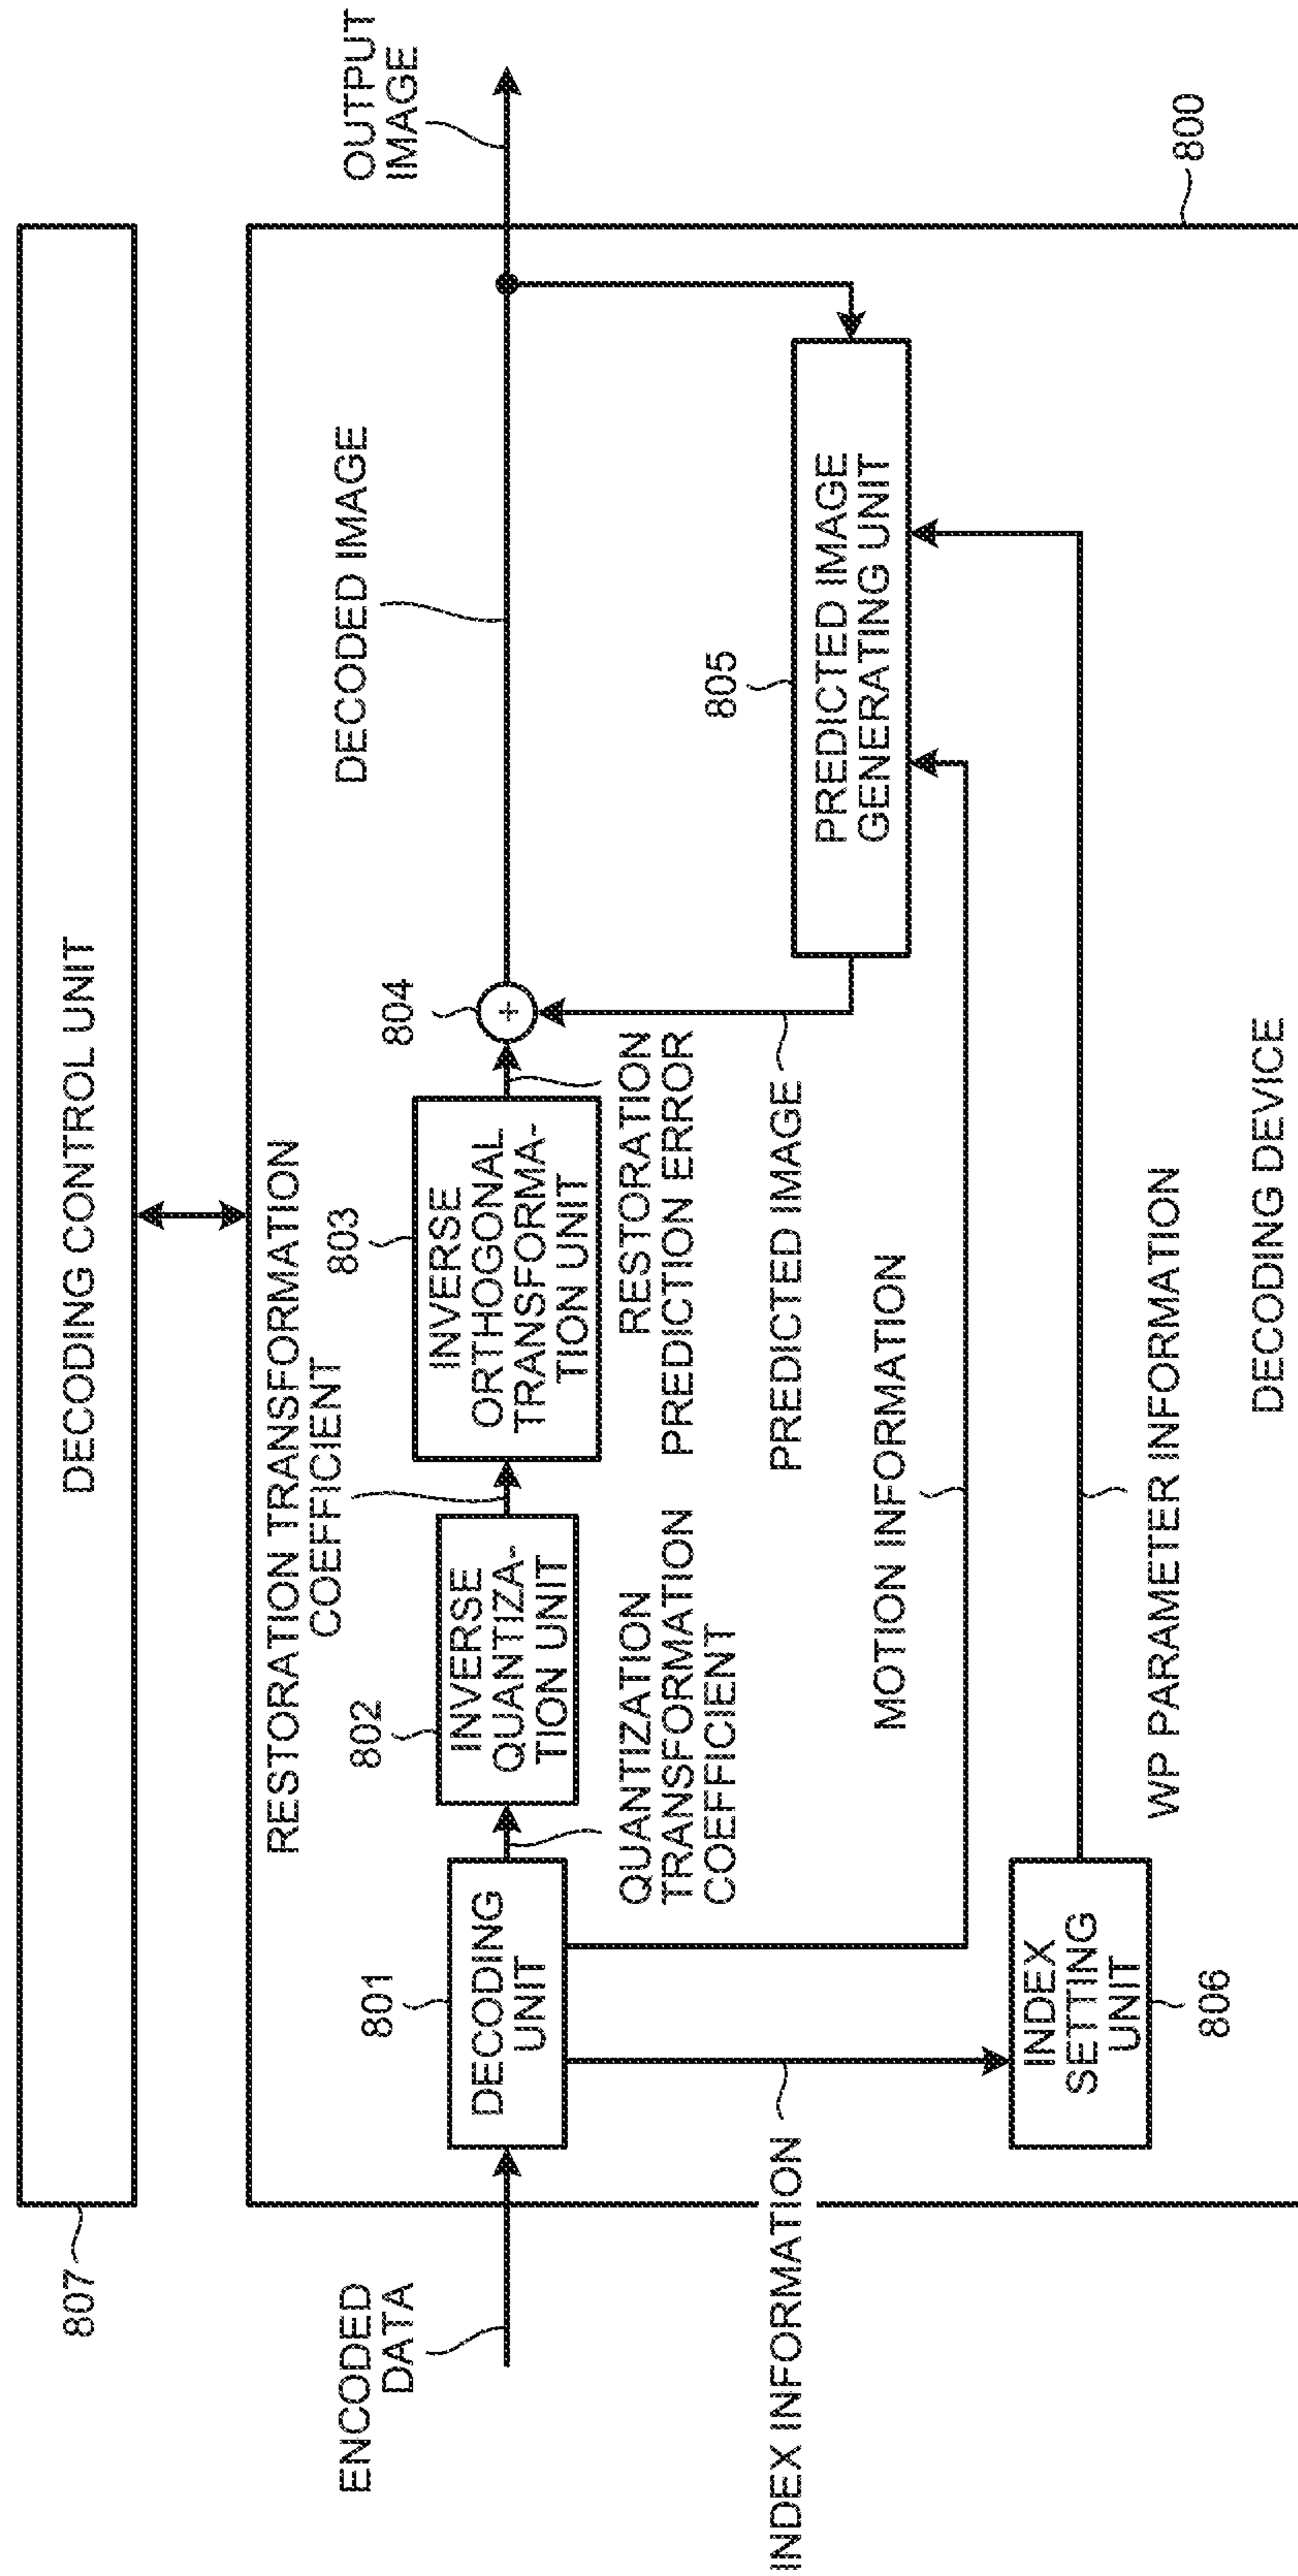 807
DECODING CONTROL UNIT
ENCODED
DATA
OUTPUT
IMAGE
RESTORATION TRANSFORMATION
COEFFICIENT
DECODED IMAGE
801
DECODING
UNIT
802
INVERSE
QUANTIZA-
TION UNIT
803
INVERSE
ORTHOGONAL
TRANSFORMA-
TION UNIT
804
+
QUANTIZATION
TRANSFORMATION
COEFFICIENT
RESTORATION
PREDICTION ERROR
805
PREDICTED IMAGE
GENERATING UNIT
PREDICTED IMAGE
INDEX INFORMATION
MOTION INFORMATION
INDEX
SETTING
UNIT
806
WP PARAMETER INFORMATION
800
DECODING DEVICE